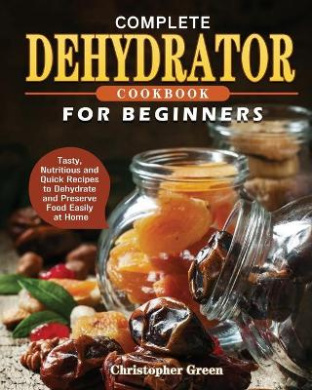 COMPLETE
DEHYDRATOR
COOKBOOK
FOR BEGINNERS
Tasty,
Nutritious and
Quick Recipes
to Dehydrate
and Preserve
Food Easily
at Home
Christopher Green